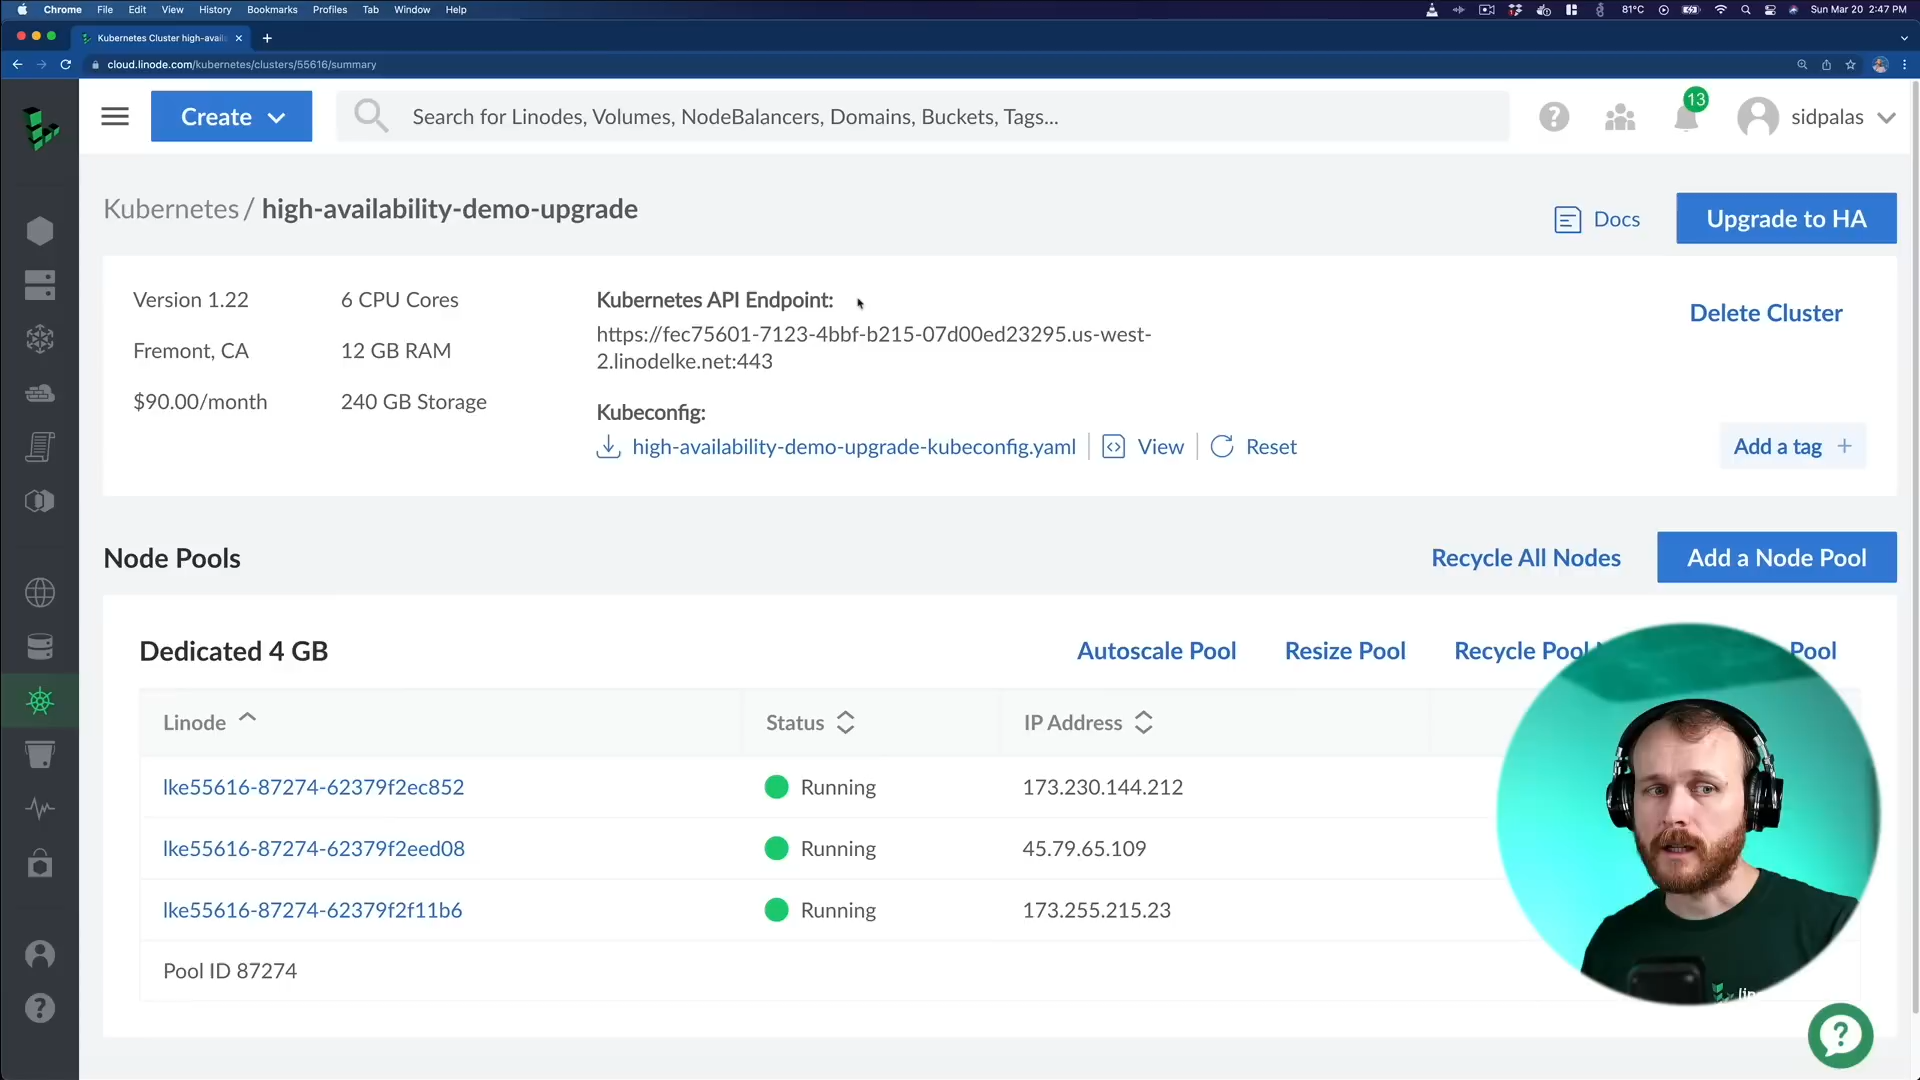 Chrome File Edit View History Bookmarks Profiles Tab Window Help
81°C
Sun Mar 20 2:47 PM
Kubernetes Cluster high-avail
cloud.linode.com/kubernetes/clusters/55616/summary
Create
Search for Linodes, Volumes, NodeBalancers, Domains, Buckets, Tags...
13
sidpalas
Kubernetes / high-availability-demo-upgrade
Docs
Upgrade to HA
Version 1.22
6 CPU Cores
Kubernetes API Endpoint:
https://fec75601-7123-4bbf-b215-07d00ed23295.us-west-
2.linodelke.net:443
Delete Cluster
Fremont, CA
12 GB RAM
$90.00/month
240 GB Storage
Kubeconfig:
high-availability-demo-upgrade-kubeconfig.yaml
View
Reset
Add a tag +
Node Pools
Recycle All Nodes
Add a Node Pool
Dedicated 4 GB
Autoscale Pool
Resize Pool
Recycle Pool
Pool
Linode
Status
IP Address
lke55616-87274-62379f2ec852
Running
173.230.144.212
lke55616-87274-62379f2eed08
Running
45.79.65.109
lke55616-87274-62379f2f11b6
Running
173.255.215.23
Pool ID 87274